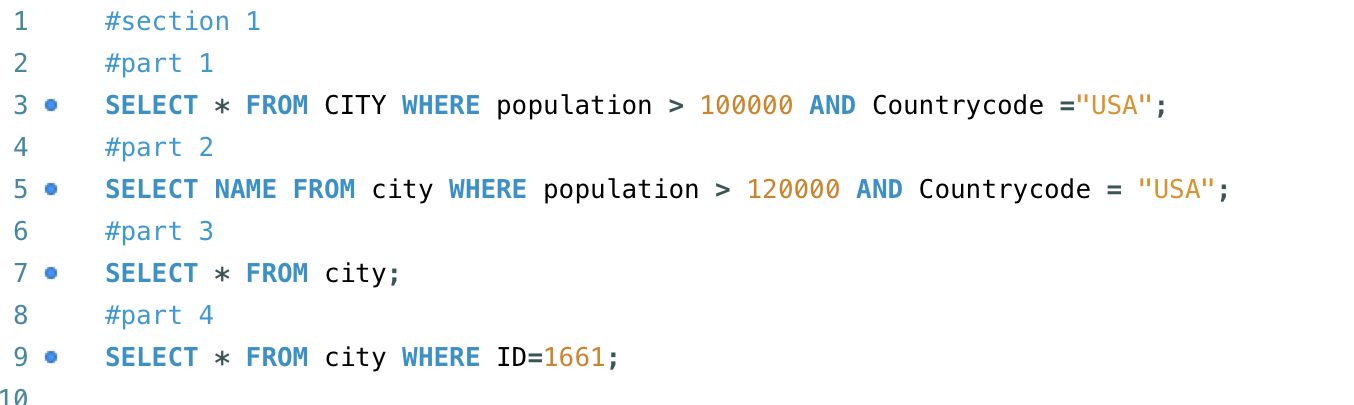 1 #section 1
2 #part 1
3 SELECT * FROM CITY WHERE population > 100000 AND Countrycode ="USA";
4 #part 2
5 SELECT NAME FROM city WHERE population > 120000 AND Countrycode = "USA";
6 #part 3
7 SELECT * FROM city;
8 #part 4
9 SELECT * FROM city WHERE ID=1661;
10